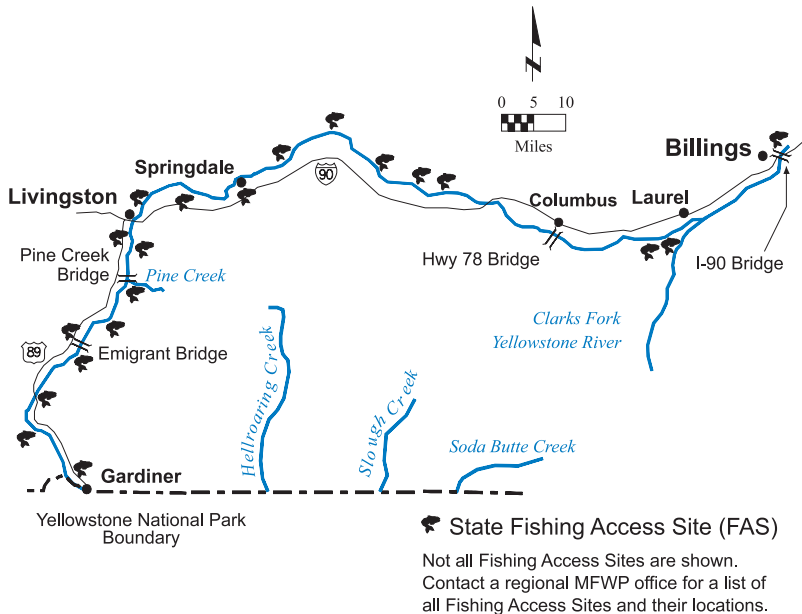 N
0 5 10
Miles
Billings
Springdale
90
Livingston
Columbus
Laurel
Pine Creek
Bridge
Pine Creek
Hwy 78 Bridge
I-90 Bridge
Clarks Fork
Yellowstone River
89
Emigrant Bridge
Hellroaring Creek
Slough Creek
Soda Butte Creek
Gardiner
Yellowstone National Park
Boundary
State Fishing Access Site (FAS)
Not all Fishing Access Sites are shown.
Contact a regional MFWP office for a list of
all Fishing Access Sites and their locations.